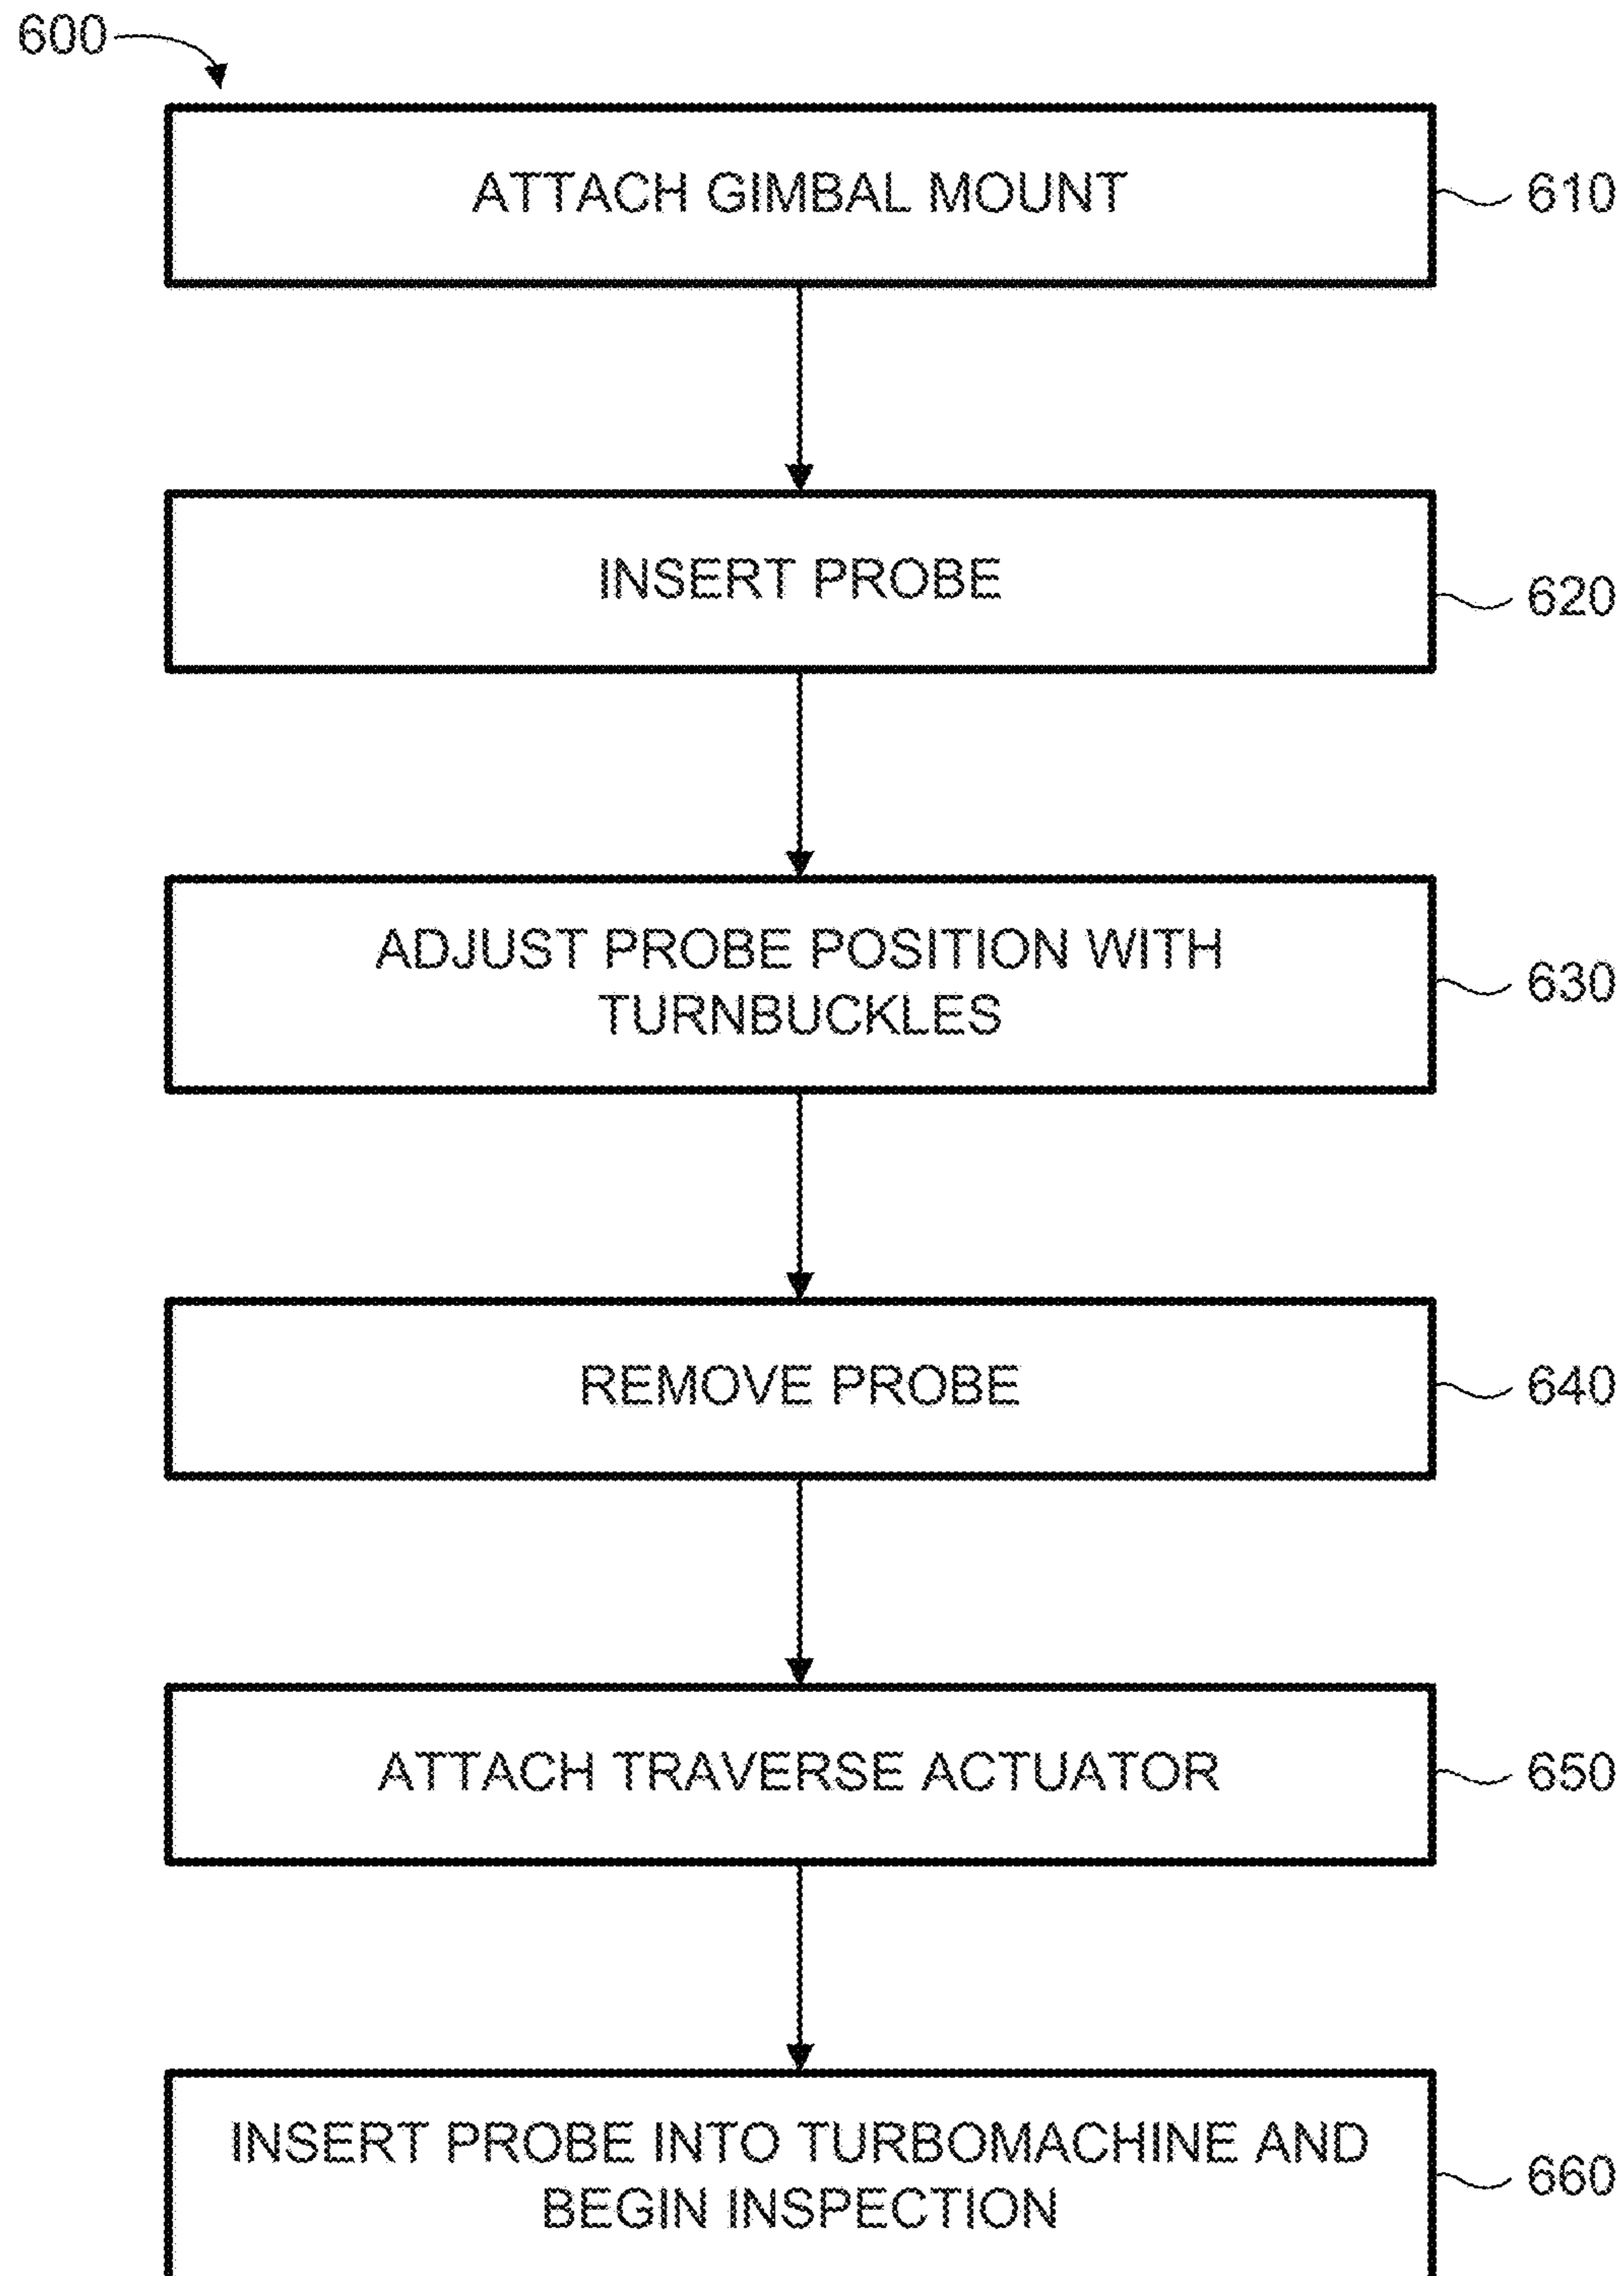 600
ATTACH GIMBAL MOUNT
610
INSERT PROBE
620
ADJUST PROBE POSITION WITH
TURNBUCKLES
630
REMOVE PROBE
640
ATTACH TRAVERSE ACTUATOR
650
INSERT PROBE INTO TURBOMACHINE AND
BEGIN INSPECTION
660